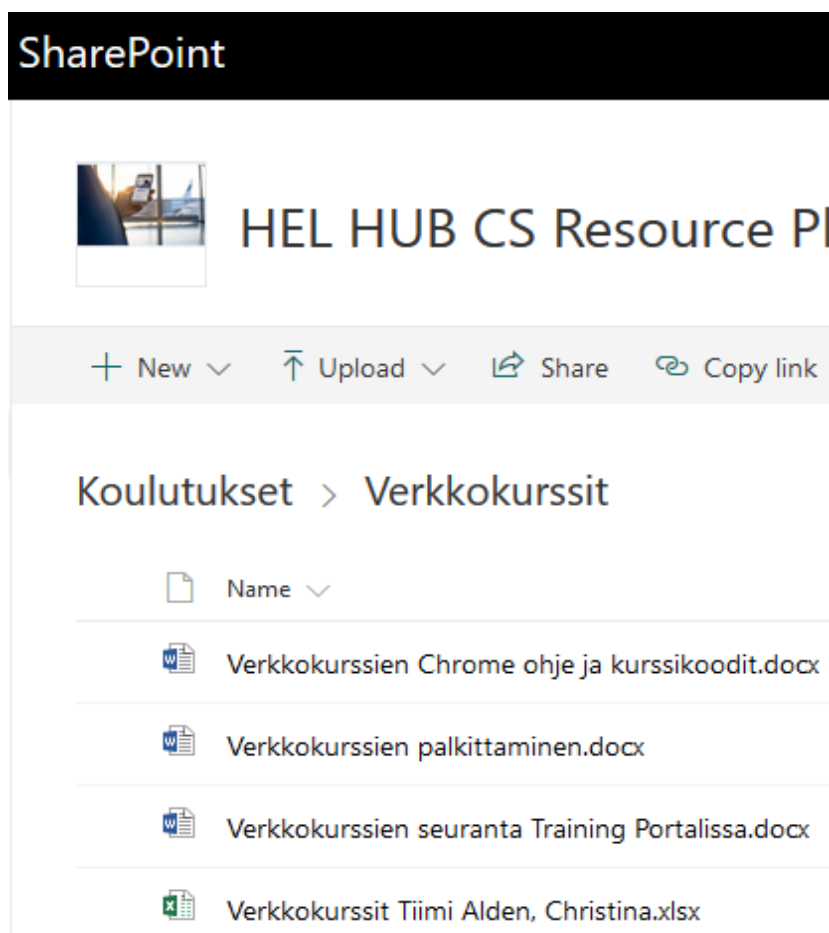 SharePoint
HEL HUB CS Resource
New Upload Share Copy link
Koulutukset > Verkkokurssit
Name
Verkkokurssien Chrome ohje ja kurssikoodit.docx
Verkkokurssien palkittaminen.docx
Verkkokurssien seuranta Training Portalissa.docx
Verkkokurssit Tiimi Alden, Christina.xlsx